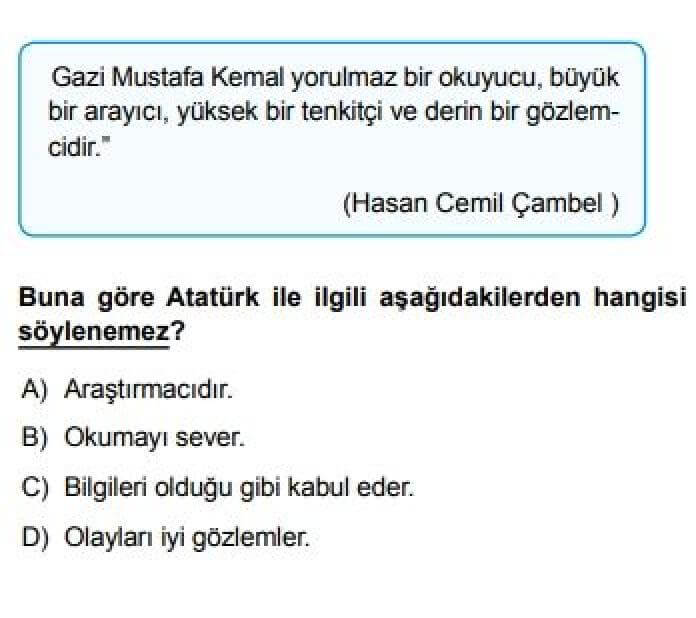 Gazi Mustafa Kemal yorulmaz bir okuyucu, büyük
bir arayıcı, yüksek bir tenkitçi ve derin bir gözlem-
cidir."
(Hasan Cemil Çambel )
Buna göre Atatürk ile ilgili aşağıdakilerden hangisi
söylenemez?
A) Araştırmacıdır.
B) Okumayı sever.
C) Bilgileri olduğu gibi kabul eder.
D) Olayları iyi gözlemler.